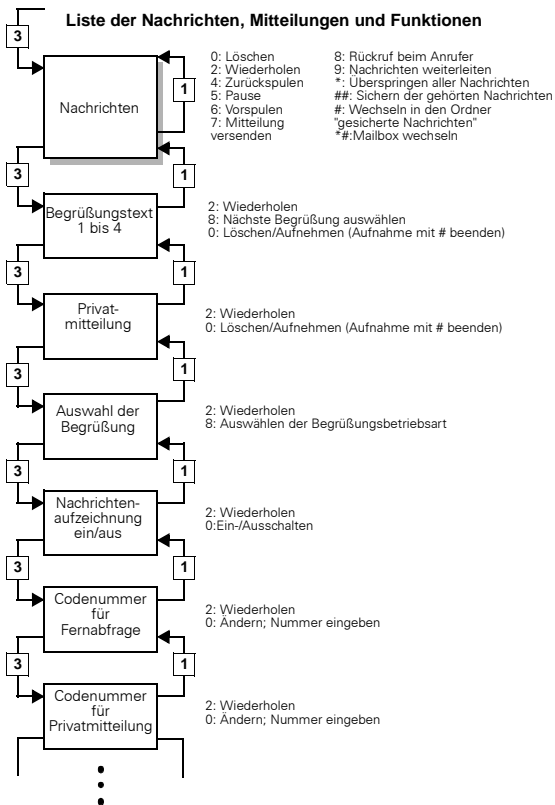 Liste der Nachrichten, Mitteilungen und Funktionen
3
Nachrichten
1
0: Löschen
2: Wiederholen
4: Zurückspulen
5: Pause
6: Vorspulen
7: Mitteilung
versenden
8: Rückruf beim Anrufer
9: Nachrichten weiterleiten
*: Überspringen aller Nachrichten
##: Sichern der gehörten Nachrichten
#: Wechseln in den Ordner
"gesicherte Nachrichten"
*#:Mailbox wechseln
3
1
Begrüßungstext
1 bis 4
2: Wiederholen
8: Nächste Begrüßung auswählen
0: Löschen/Aufnehmen (Aufnahme mit # beenden)
3
1
Privat-
mitteilung
2: Wiederholen
0: Löschen/Aufnehmen (Aufnahme mit # beenden)
3
1
Auswahl der
Begrüßung
2: Wiederholen
8: Auswählen der Begrüßungsbetriebsart
3
1
Nachrichten-
aufzeichnung
ein/aus
2: Wiederholen
0:Ein-/Ausschalten
3
1
Codenummer
für
Fernabfrage
2: Wiederholen
0: Ändern; Nummer eingeben
3
1
Codenummer
für
Privatmitteilung
2: Wiederholen
0: Ändern; Nummer eingeben